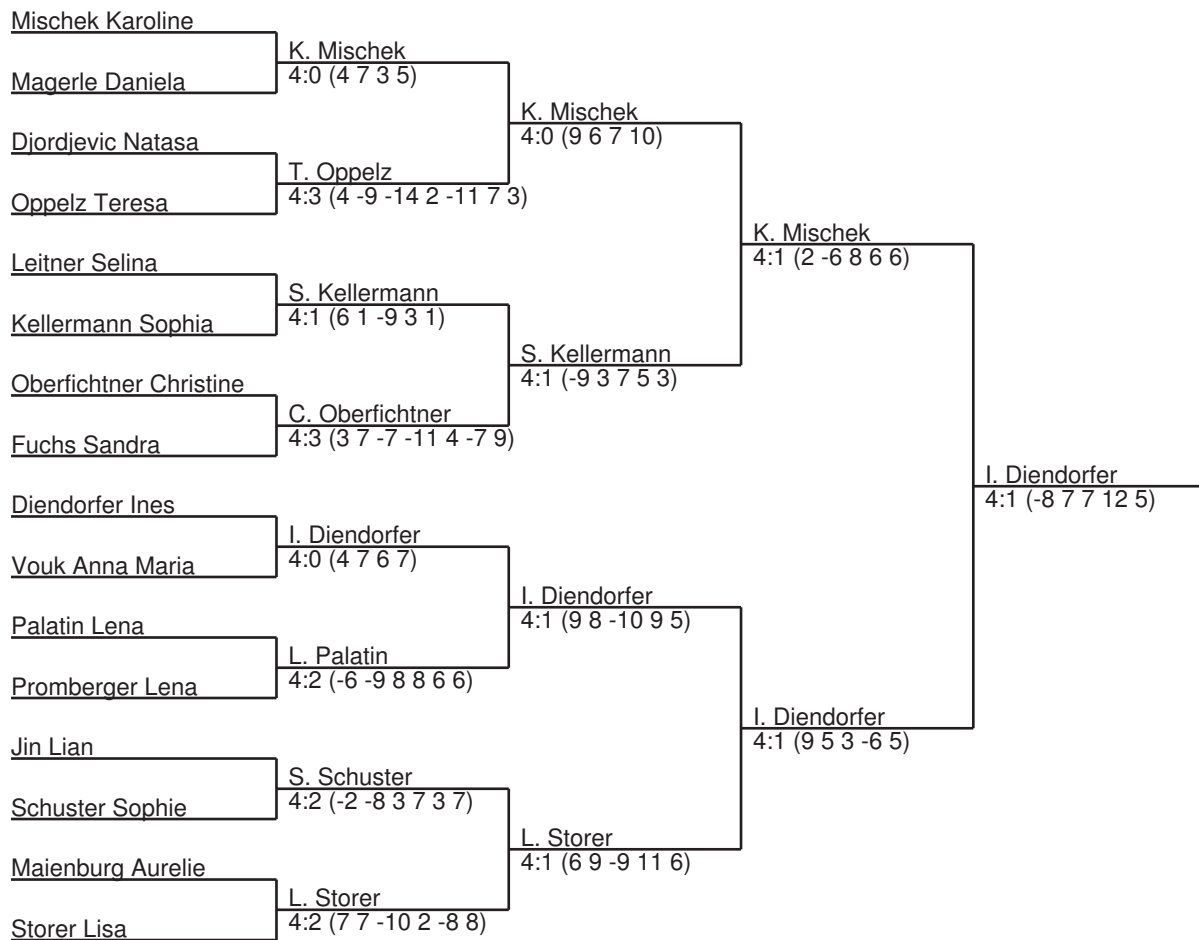 Mischek Karoline
K. Mischek
4:0 (4 7 3 5)
Magerle Daniela
K. Mischek
4:0 (9 6 7 10)
Djordjevic Natasa
T. Oppelz
4:3 (4 -9 -14 2 -11 7 3)
Oppelz Teresa
K. Mischek
4:1 (2 -6 8 6 6)
Leitner Selina
S. Kellermann
4:1 (6 1 -9 3 1)
Kellermann Sophia
S. Kellermann
4:1 (-9 3 7 5 3)
Oberfichtner Christine
C. Oberfichtner
4:3 (3 7 -7 -11 4 -7 9)
Fuchs Sandra
I. Diendorfer
4:1 (-8 7 7 12 5)
Diendorfer Ines
I. Diendorfer
4:0 (4 7 6 7)
Vouk Anna Maria
I. Diendorfer
4:1 (9 8 -10 9 5)
Palatin Lena
L. Palatin
4:2 (-6 -9 8 8 6 6)
Promberger Lena
I. Diendorfer
4:1 (9 5 3 -6 5)
Jin Lian
S. Schuster
4:2 (-2 -8 3 7 3 7)
Schuster Sophie
L. Storer
4:1 (6 9 -9 11 6)
Maienburg Aurelie
L. Storer
4:2 (7 7 -10 2 -8 8)
Storer Lisa